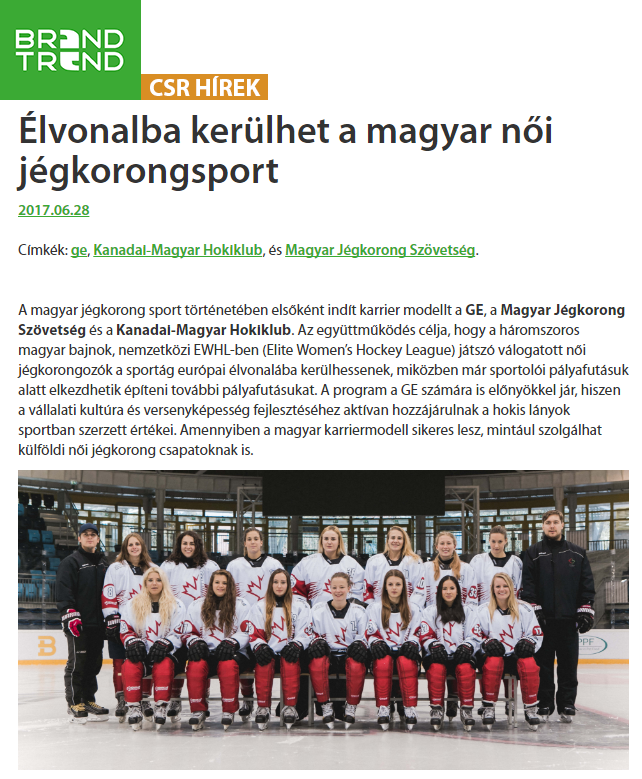 BRAND
TREND
CSR HÍREK
Élvonalba kerülhet a magyar női
jégkorongsport
2017.06.28
Címkék: ge, Kanadai-Magyar Hokiklub, és Magyar Jégkorong Szövetség.
A magyar jégkorong sport történetében elsőként indít karrier modellt a GE, a Magyar Jégkorong
Szövetség és a Kanadai-Magyar Hokiklub. Az együttműködés célja, hogy a háromszoros
magyar bajnok, nemzetközi EWHL-ben (Elite Women's Hockey League) játszó válogatott női
jégkorongozók a sportág európai élvonalába kerülhessenek, miközben már sportolói pályafutásuk
alatt elkezdhetik építeni további pályafutásukat. A program a GE számára is előnyökkel jár, hiszen
a vállalati kultúra és versenyképesség fejlesztéséhez aktívan hozzájárulnak a hokis lányok
sportban szerzett értékei. Amennyiben a magyar karriermodell sikeres lesz, mintául szolgálhat
külföldi női jégkorong csapatoknak is.